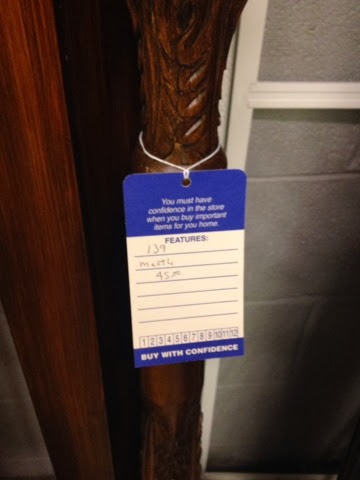 You must have
confidence in the store
when you buy important
items for you home.
FEATURES:
139
45.00
1 2 3 4 5 6 7 8 9 10 11 12
BUY WITH CONFIDENCE